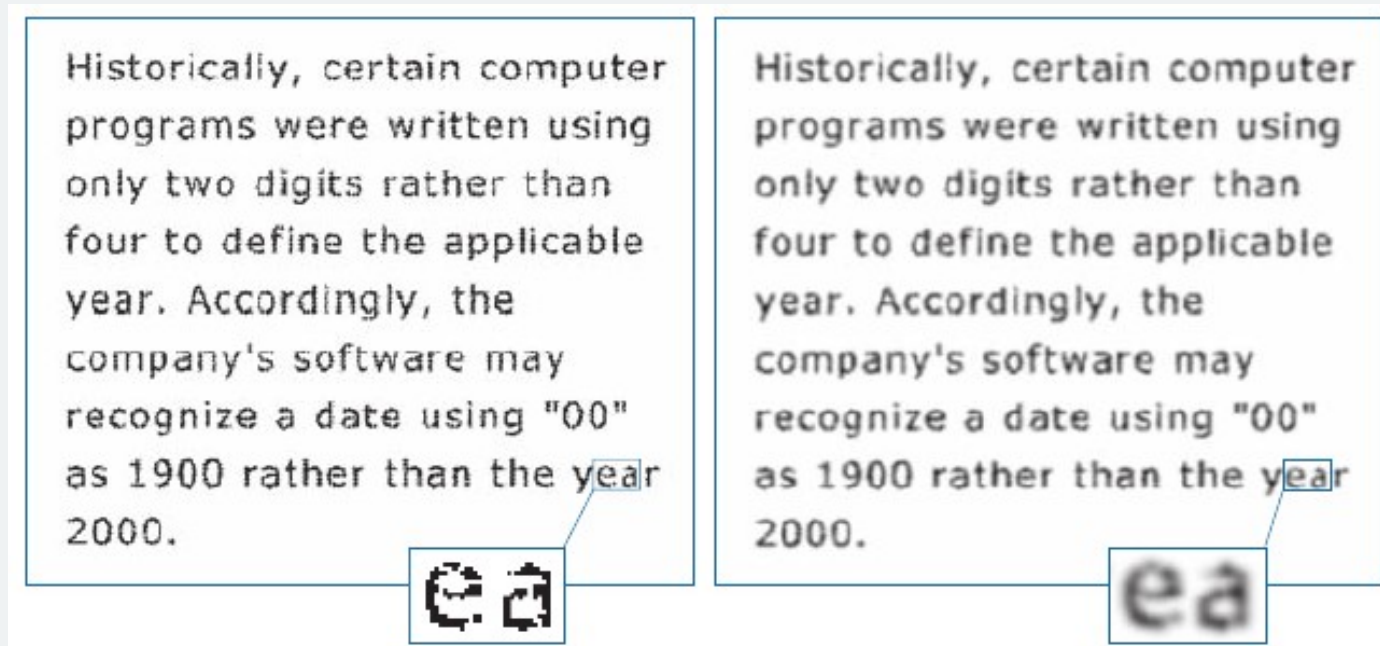 Historically, certain computer
programs were written using
only two digits rather than
four to define the applicable
year. Accordingly, the
company's software may
recognize a date using "00"
as 1900 rather than the year
2000.
ea
Historically, certain computer
programs were written using
only two digits rather than
four to define the applicable
year. Accordingly, the
company's software may
recognize a date using "00"
as 1900 rather than the year
2000.
ea